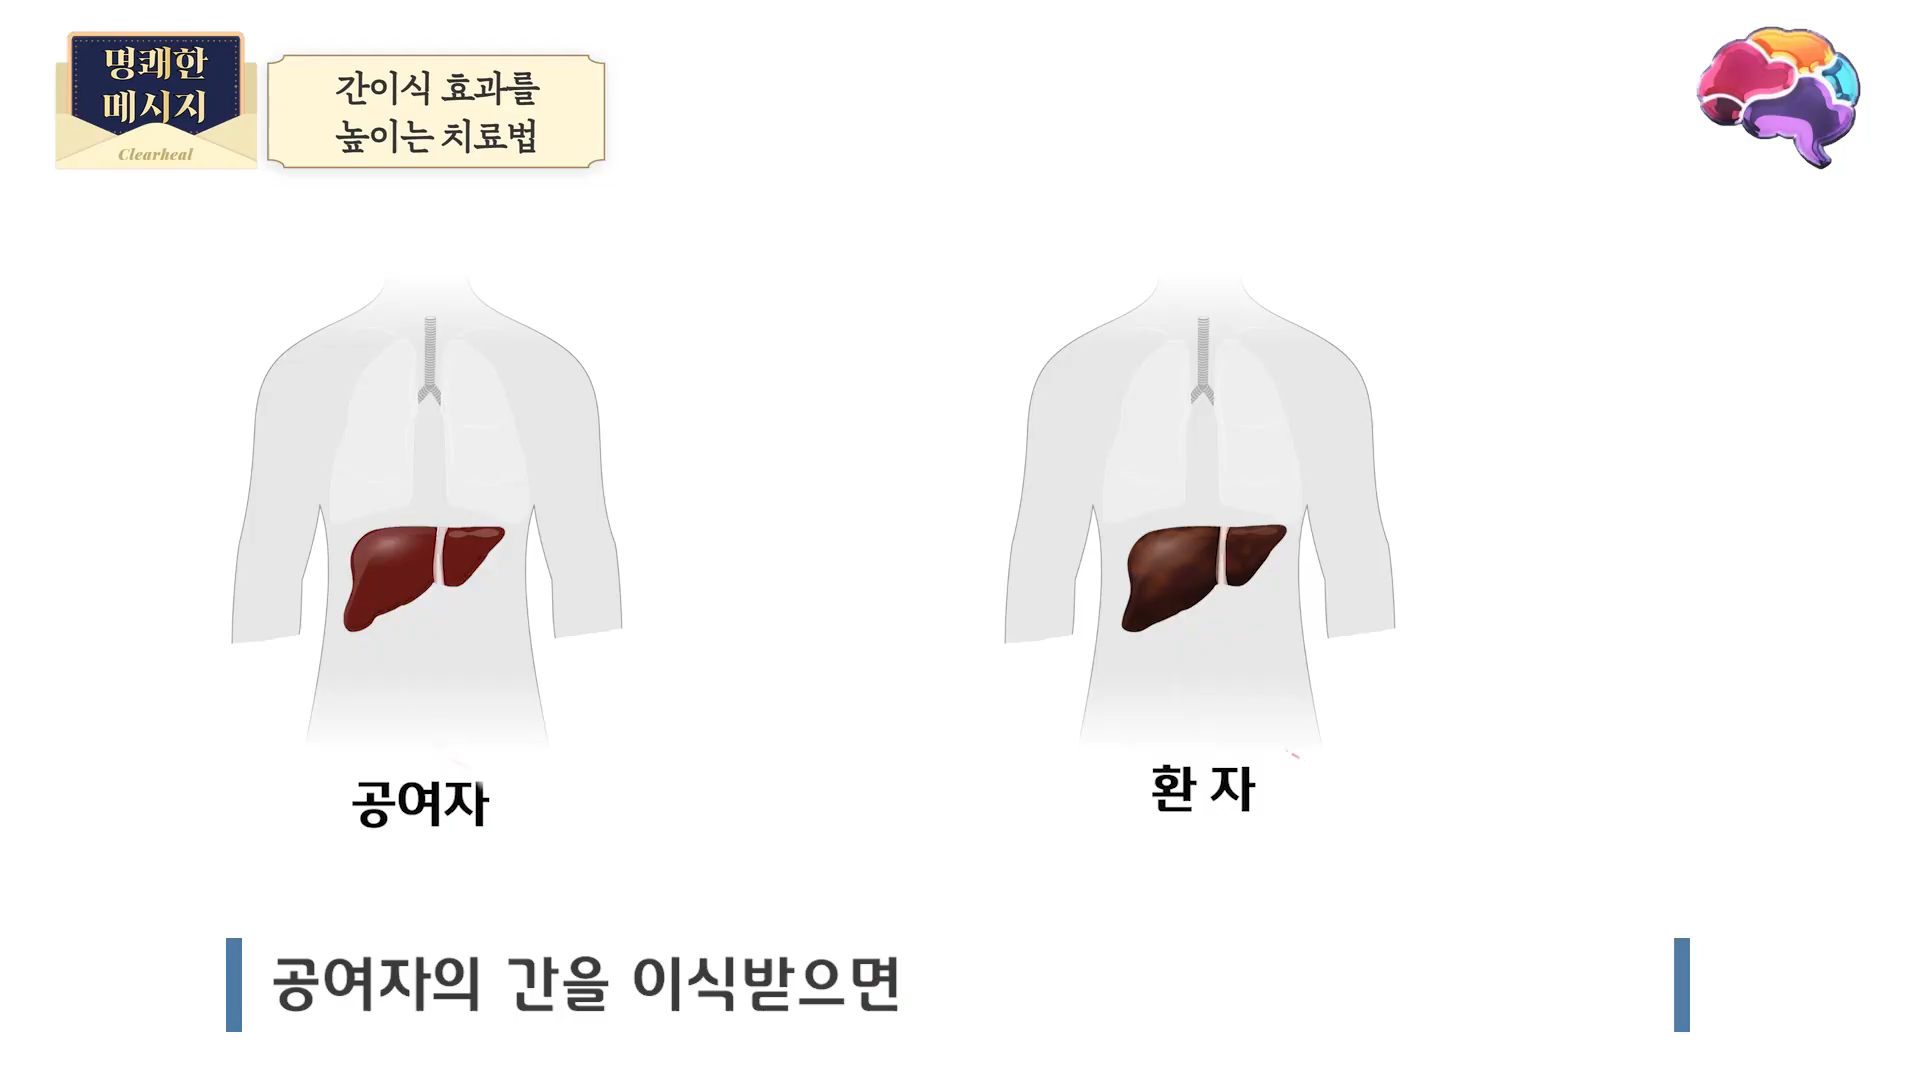 명쾌한
메시지
Clearheal
간이식 효과를
높이는 치료법
공여자
환 자
공여자의 간을 이식받으면